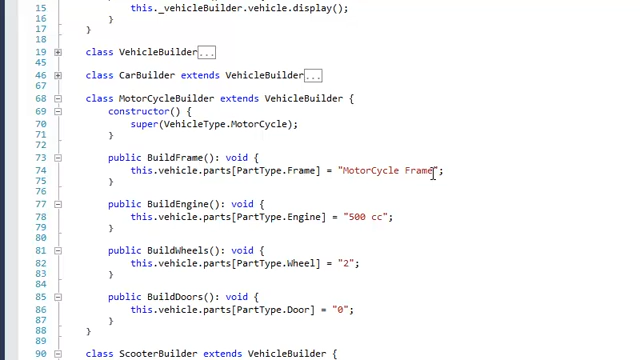 15 this._vehicleBuilder.vehicle.display();
16 }
17 }
18
19 class VehicleBuilder...
45
46 class CarBuilder extends VehicleBuilder...
67
68 class MotorCycleBuilder extends VehicleBuilder {
69 constructor() {
70 super(VehicleType.MotorCycle);
71 }
72
73 public BuildFrame(): void {
74 this.vehicle.parts[PartType.Frame] = "MotorCycle Frame";
75 }
76
77 public BuildEngine(): void {
78 this.vehicle.parts[PartType.Engine] = "500 cc";
79 }
80
81 public BuildWheels(): void {
82 this.vehicle.parts[PartType.Wheel] = "2";
83 }
84
85 public BuildDoors(): void {
86 this.vehicle.parts[PartType.Door] = "0";
87 }
88 }
89
90 class ScooterBuilder extends VehicleBuilder {